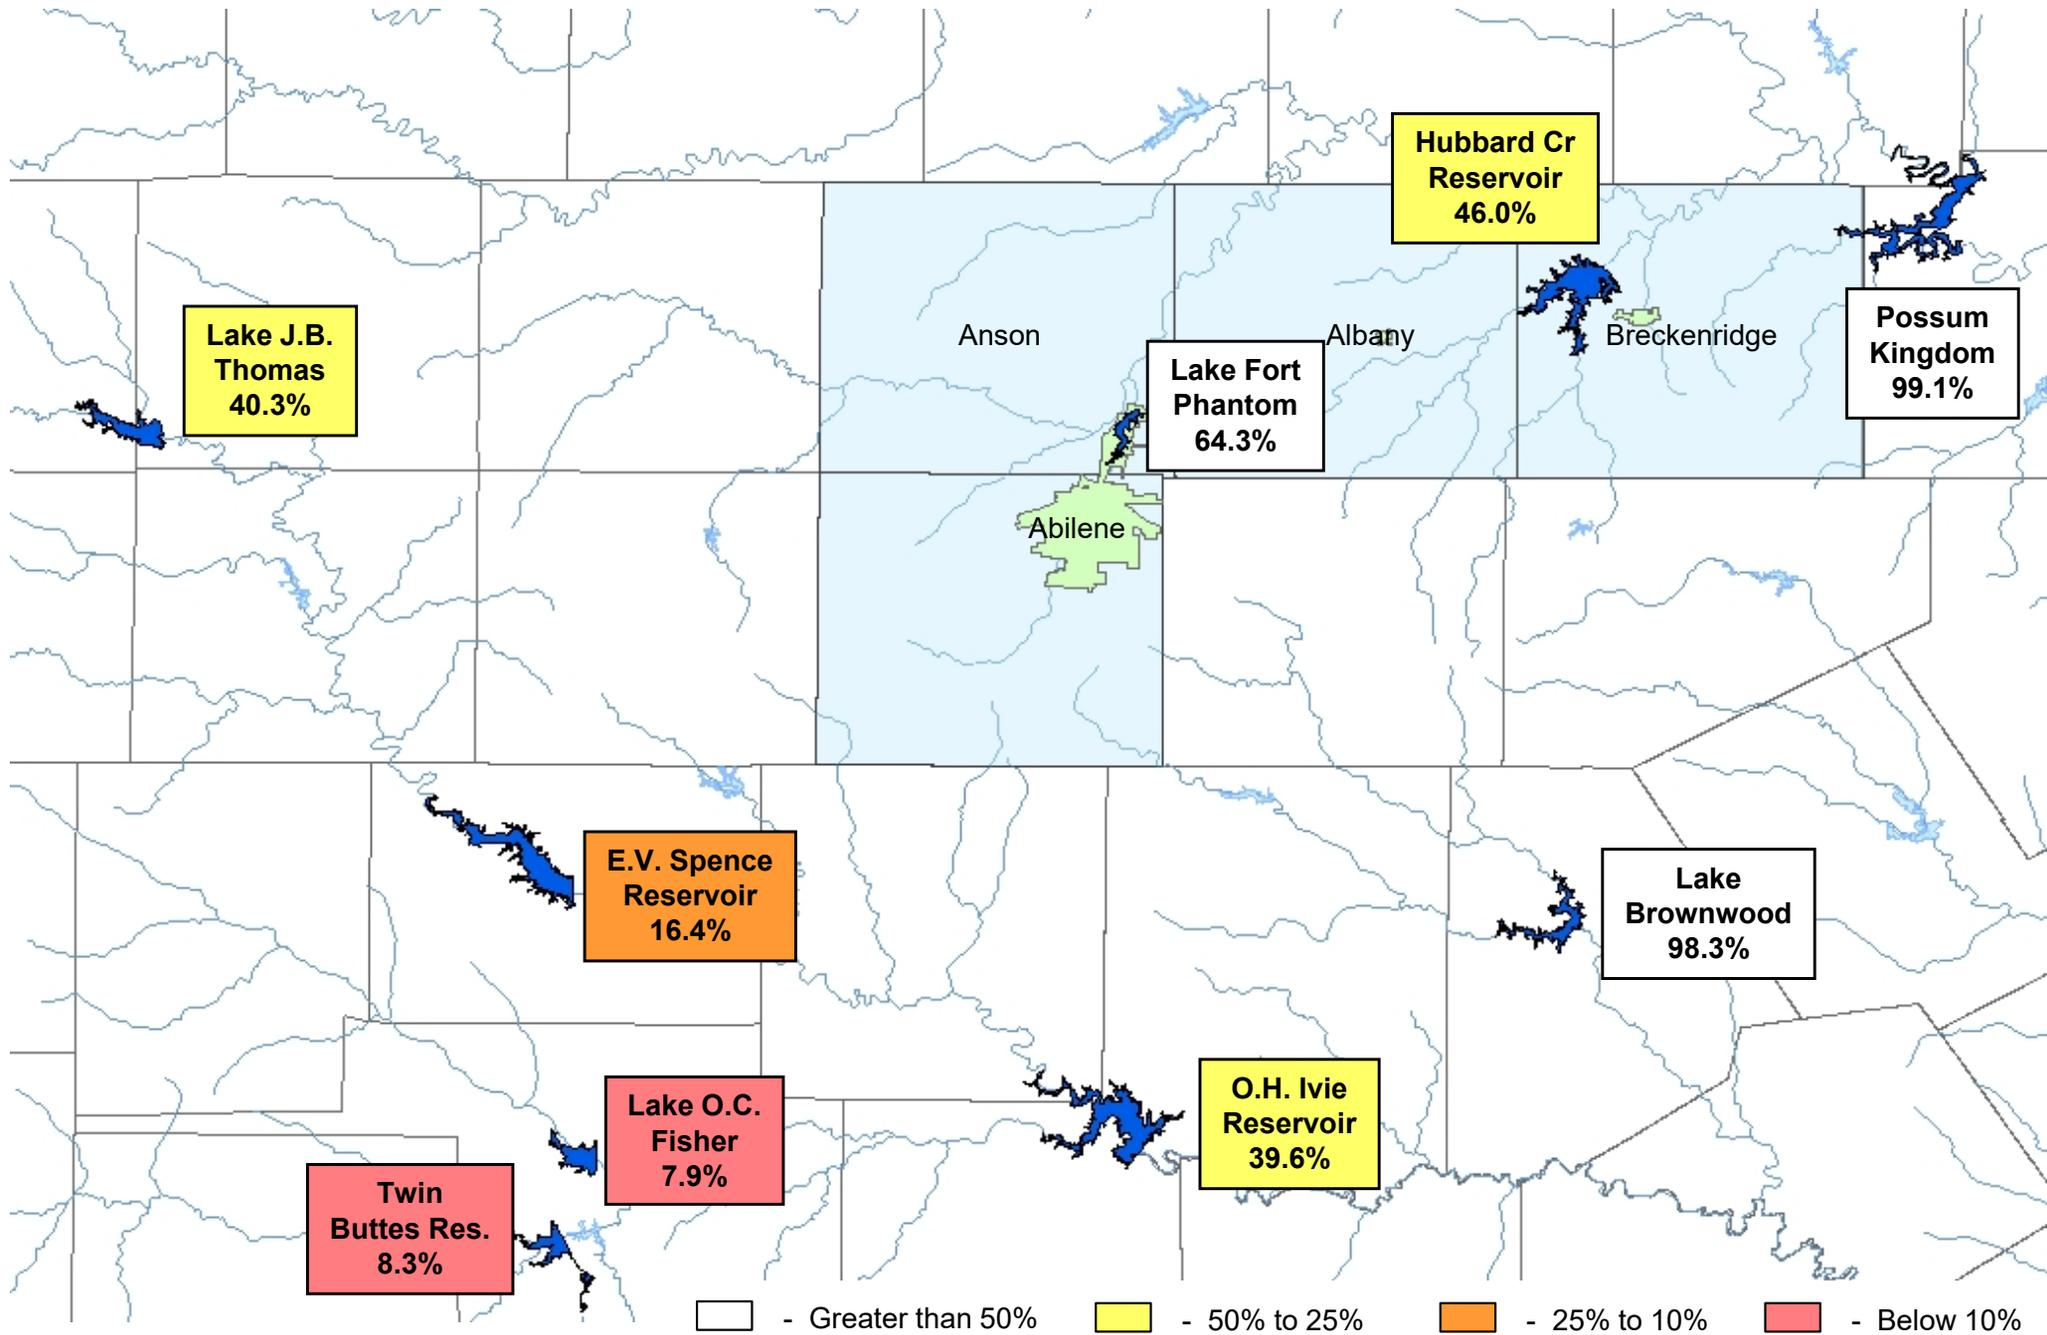 Hubbard Cr
Reservoir
46.0%
Lake J.B.
Thomas
40.3%
Anson
Albany
Breckenridge
Possum
Kingdom
99.1%
Lake Fort
Phantom
64.3%
Abilene
E.V. Spence
Reservoir
16.4%
Lake
Brownwood
98.3%
Lake O.C.
Fisher
7.9%
O.H. Ivie
Reservoir
39.6%
Twin
Buttes Res.
8.3%
- Greater than 50%
- 50% to 25%
- 25% to 10%
- Below 10%